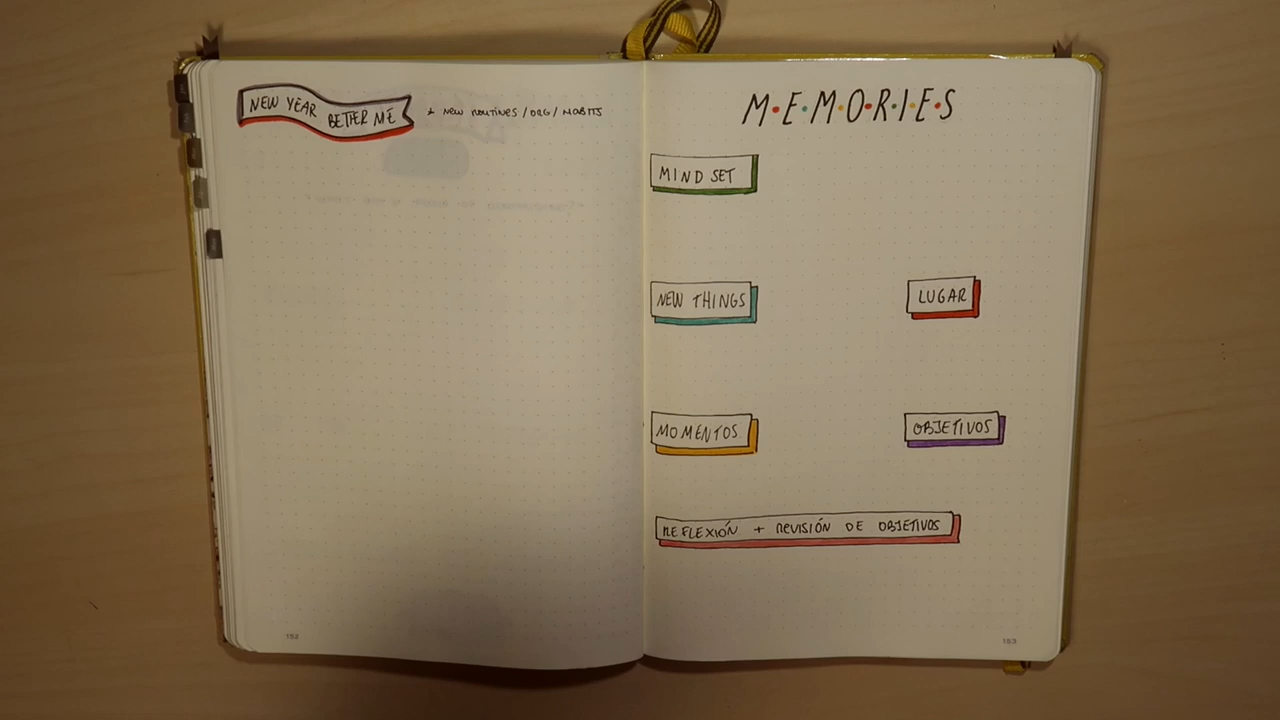 NEW YEAR BETTER ME
+ NEW ROUTINES / ORG / HABITS
M•E•M•O•R•I•E•S
MIND SET
NEW THINGS
LUGAR
MOMENTOS
OBJETIVOS
REFLEXIÓN + REVISIÓN DE OBJETIVOS
153